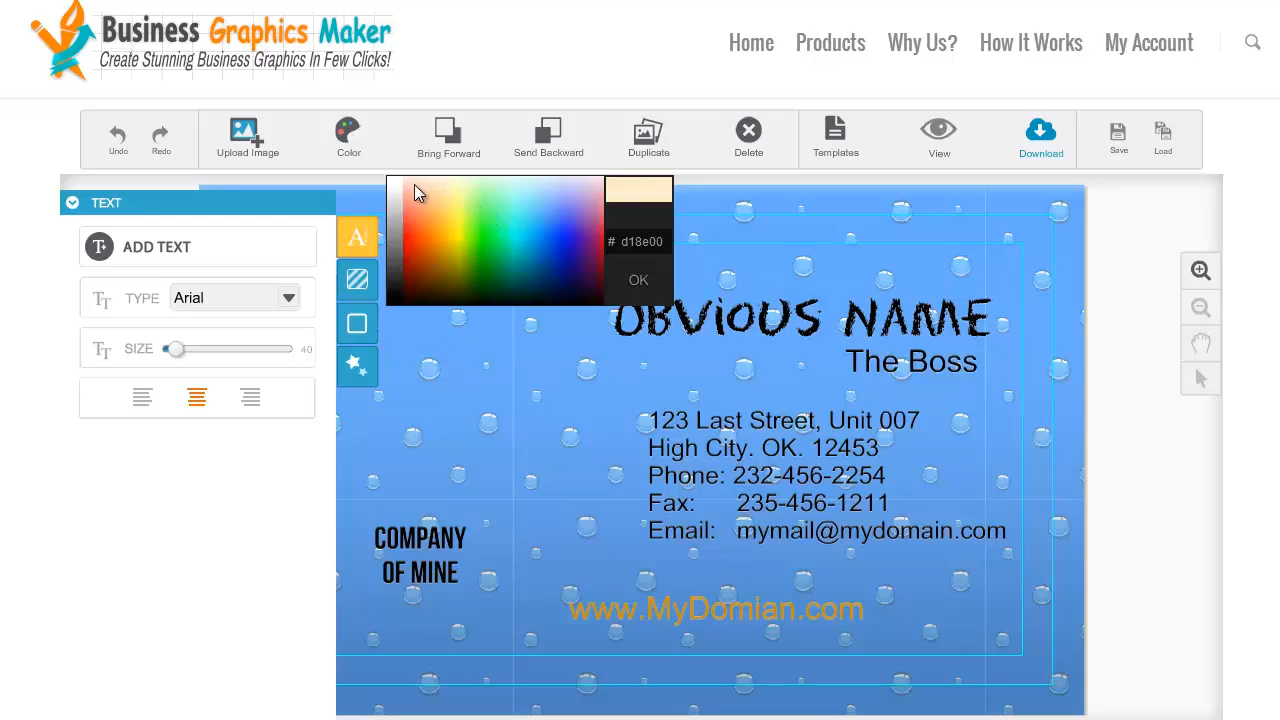 Business Graphics Maker
Create Stunning Business Graphics In Few Clicks!
Home Products Why Us? How It Works My Account
Undo Redo Upload Image Color Bring Forward Send Backward Duplicate Delete Templates View Download Save Load
TEXT
ADD TEXT
TYPE Arial
SIZE 40
A
# d18e00
OK
OBVIOUS NAME
The Boss
123 Last Street, Unit 007
High City. OK. 12453
Phone: 232-456-2254
Fax: 235-456-1211
Email: mymail@mydomain.com
COMPANY
OF MINE
www.MyDomian.com